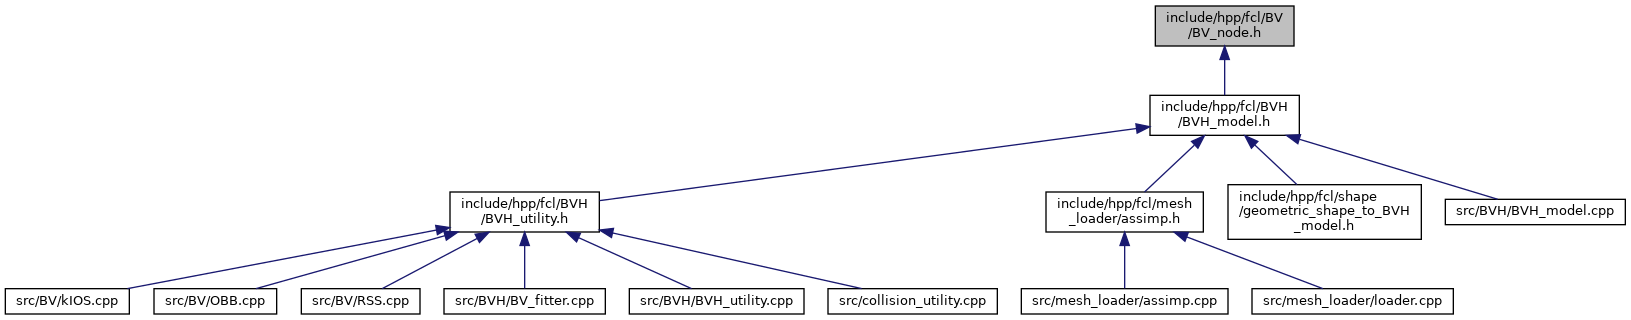 include/hpp/fcl/BV
/BV_node.h
include/hpp/fcl/BVH
/BVH_model.h
include/hpp/fcl/BVH
/BVH_utility.h
include/hpp/fcl/mesh
_loader/assimp.h
include/hpp/fcl/shape
/geometric_shape_to_BVH
_model.h
src/BVH/BVH_model.cpp
src/BV/kIOS.cpp
src/BV/OBB.cpp
src/BV/RSS.cpp
src/BVH/BV_fitter.cpp
src/BVH/BVH_utility.cpp
src/collision_utility.cpp
src/mesh_loader/assimp.cpp
src/mesh_loader/loader.cpp